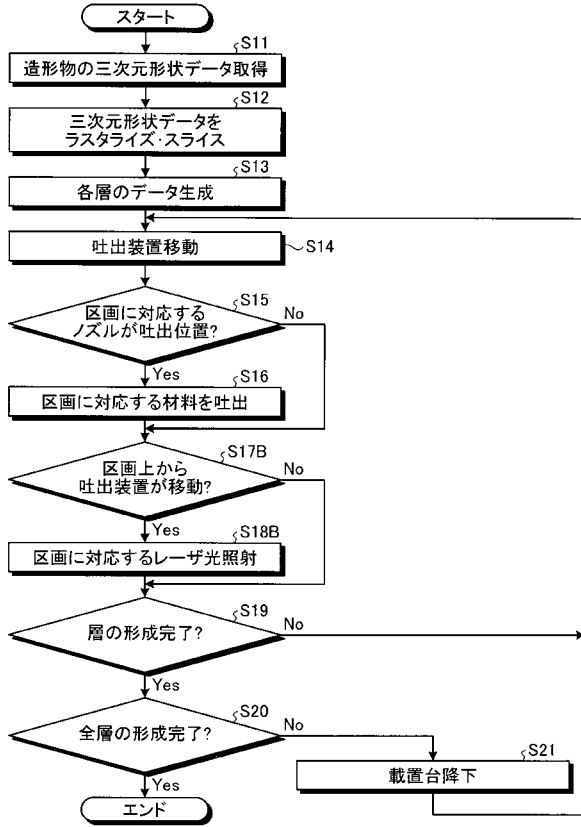 スタート
S11
造形物の三次元形状データ取得
S12
三次元形状データを
ラスタライズ・スライス
S13
各層のデータ生成
吐出装置移動
S14
S15
区画に対応する
ノズルが吐出位置?
No
Yes
S16
区画に対応する材料を吐出
S17B
区画上から
吐出装置が移動?
No
Yes
S18B
区画に対応するレーザ光照射
S19
層の形成完了?
No
Yes
S20
全層の形成完了?
No
S21
載置台降下
Yes
エンド